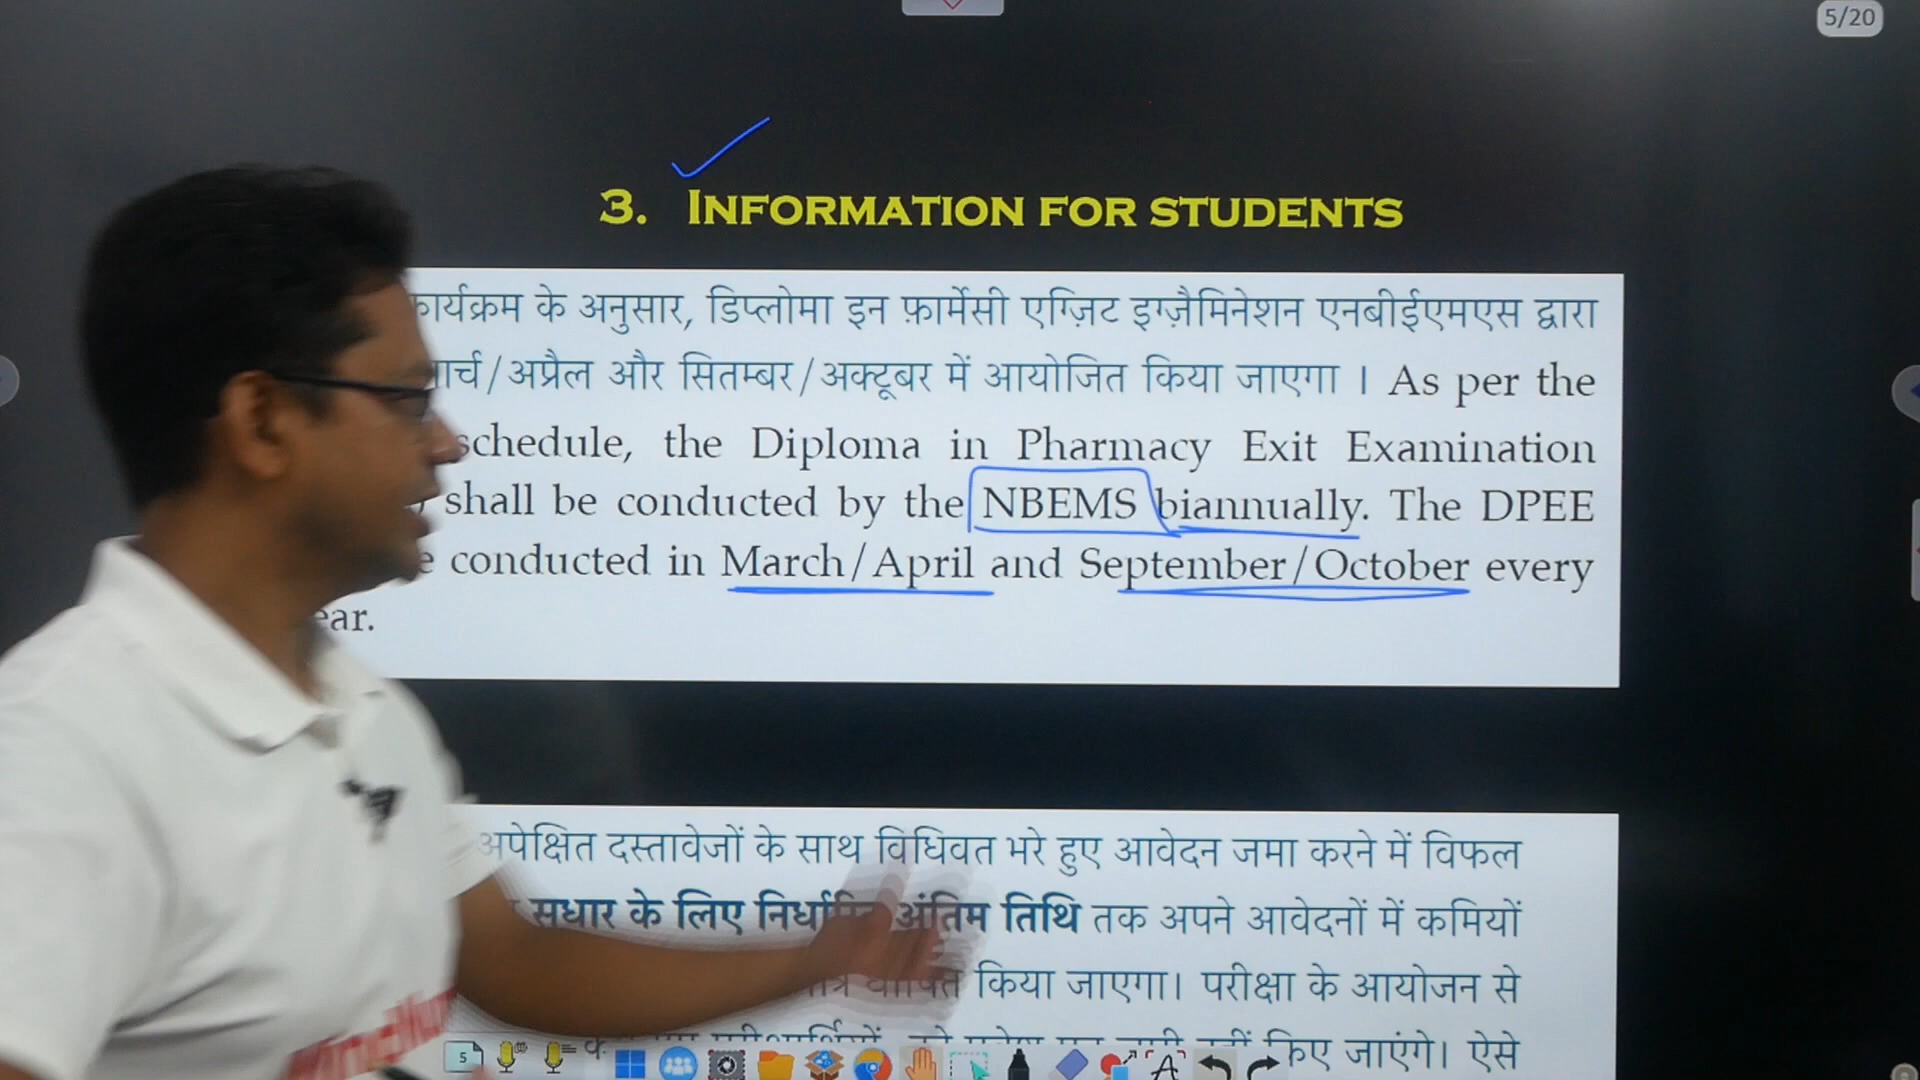 5/20
3. INFORMATION FOR STUDENTS
कार्यक्रम के अनुसार, डिप्लोमा इन फ़ार्मेसी एग्ज़िट इग्ज़ैमिनेशन एनबीईएमएस द्वारा
मार्च/अप्रैल और सितम्बर/अक्टूबर में आयोजित किया जाएगा । As per the
schedule, the Diploma in Pharmacy Exit Examination
shall be conducted by the NBEMS biannually. The DPEE
conducted in March/April and September/October every
ear.
अपेक्षित दस्तावेजों के साथ विधिवत भरे हुए आवेदन जमा करने में विफल
सुधार के लिए निर्धारित अंतिम तिथि तक अपने आवेदनों में कमियों
किया जाएगा। परीक्षा के आयोजन से
किए जाएंगे। ऐसे
5